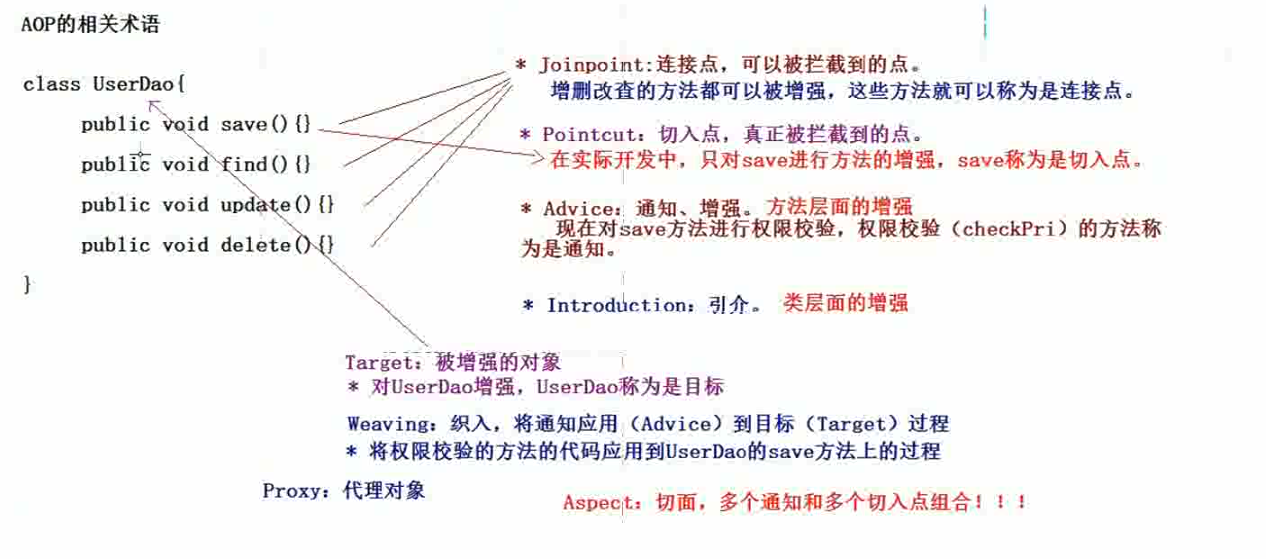 AOP的相关术语
class UserDao{
public void save(){}
public void find(){}
public void update(){}
public void delete(){}
}
* Joinpoint:连接点，可以被拦截到的点。
增删改查的方法都可以被增强，这些方法就可以称为是连接点。
* Pointcut：切入点，真正被拦截到的点。
在实际开发中，只对save进行方法的增强，save称为是切入点。
* Advice：通知、增强。方法层面的增强
现在对save方法进行权限校验，权限校验（checkPri）的方法称
为是通知。
* Introduction：引介。 类层面的增强
Target：被增强的对象
* 对UserDao增强，UserDao称为是目标
Weaving：织入，将通知应用（Advice）到目标（Target）过程
* 将权限校验的方法的代码应用到UserDao的save方法上的过程
Proxy：代理对象
Aspect：切面，多个通知和多个切入点组合！！！